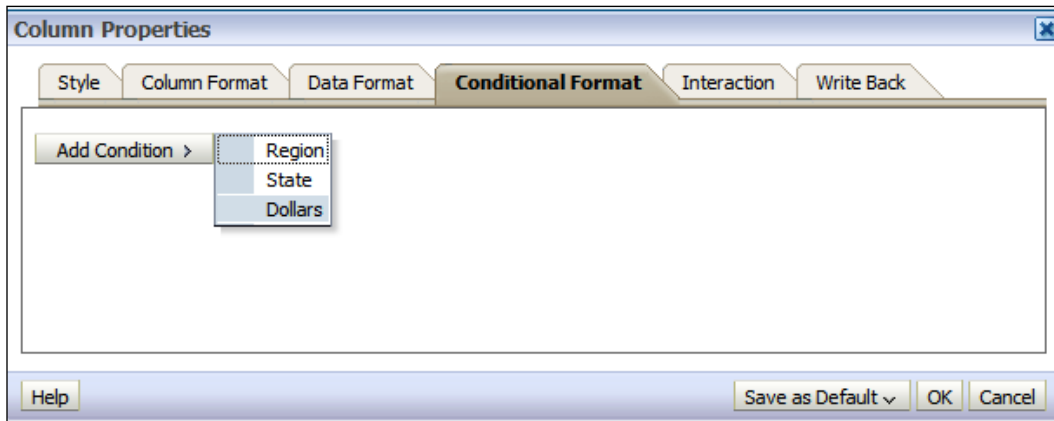 Column Properties
Style Column Format Data Format Conditional Format Interaction Write Back
Add Condition >
Region
State
Dollars
Help Save as Default OK Cancel